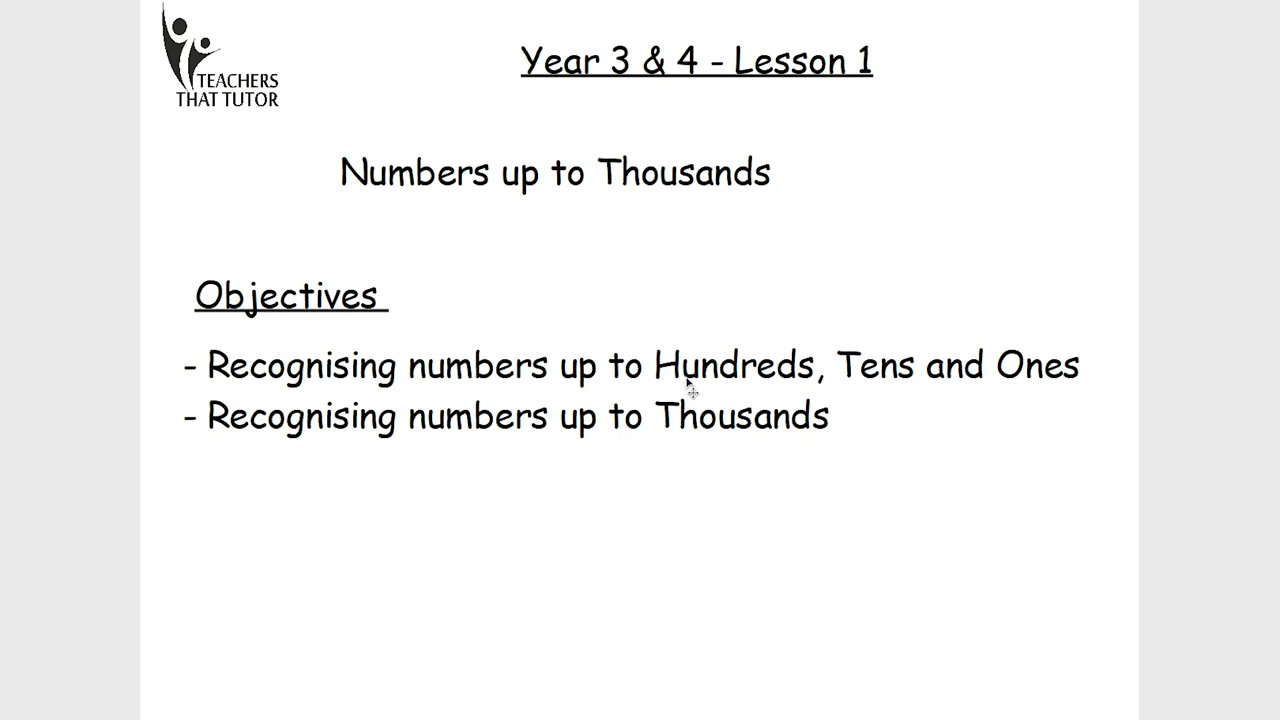 TEACHERS
THAT TUTOR
Year 3 & 4 - Lesson 1
Numbers up to Thousands
Objectives
- Recognising numbers up to Hundreds, Tens and Ones
- Recognising numbers up to Thousands